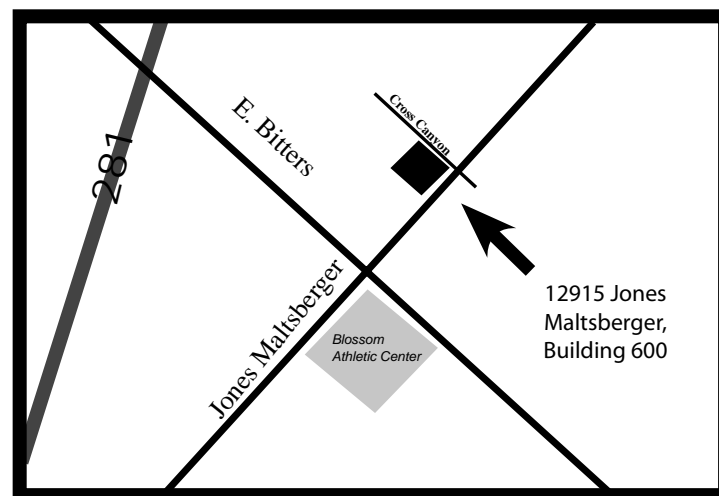 281
E. Bitters
Cross Canyon
Jones Maltsberger
Blossom
Athletic Center
12915 Jones
Maltsberger,
Building 600